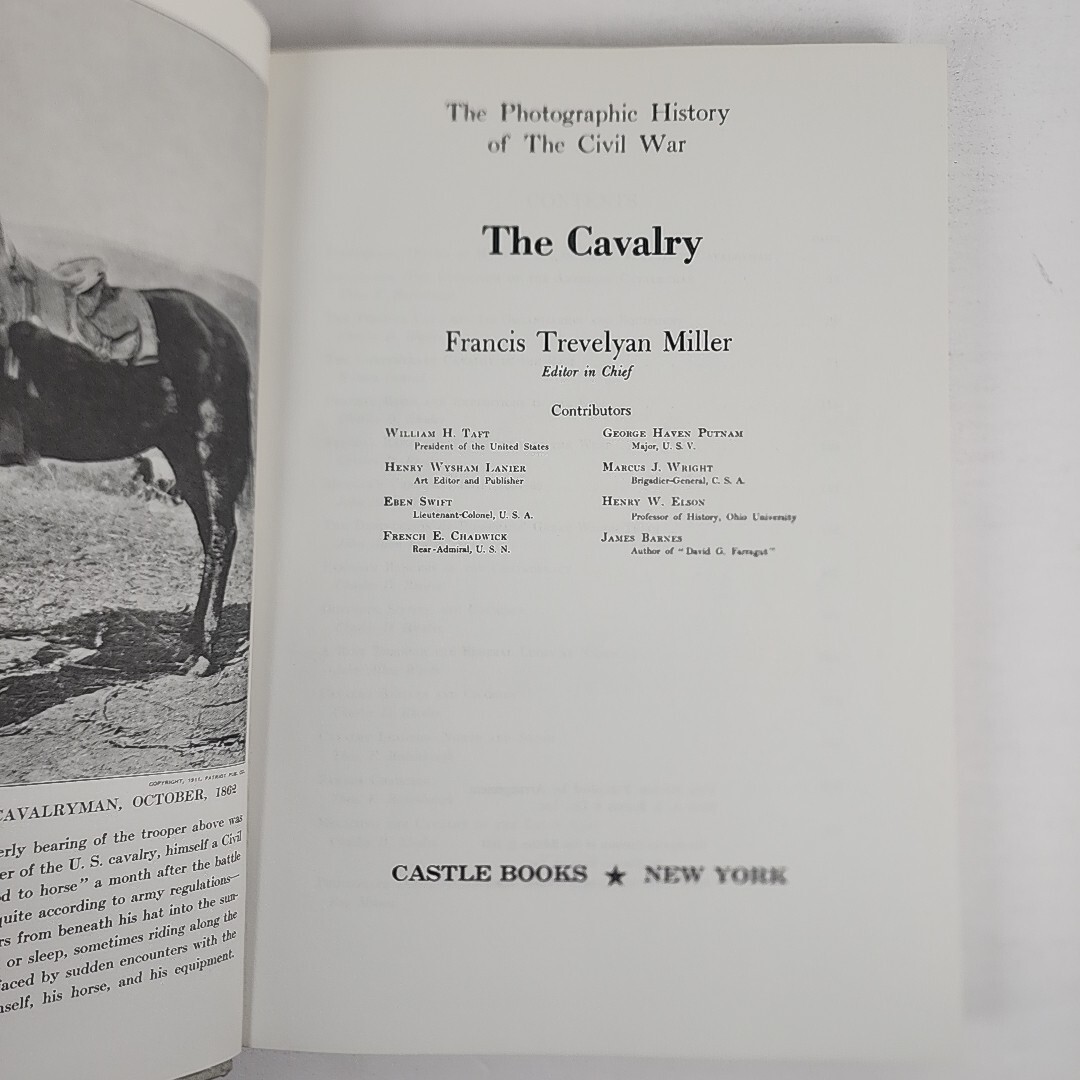 COPYRIGHT, 1911, PATRIOT PUB. CO.
CAVALRYMAN, OCTOBER, 1862
erly bearing of the trooper above was
er of the U. S. cavalry, himself a Civil
d to horse" a month after the battle
quite according to army regulations—
rs from beneath his hat into the sun-
or sleep, sometimes riding along the
faced by sudden encounters with the
mself, his horse, and his equipment.
The Photographic History
of The Civil War
The Cavalry
Francis Trevelyan Miller
Editor in Chief
Contributors
WILLIAM H. TAFT
President of the United States
HENRY WYSHAM LANIER
Art Editor and Publisher
EBEN SWIFT
Lieutenant-Colonel, U. S. A.
FRENCH E. CHADWICK
Rear-Admiral, U. S. N.
GEORGE HAVEN PUTNAM
Major, U. S. V.
MARCUS J. WRIGHT
Brigadier-General, C. S. A.
HENRY W. ELSON
Professor of History, Ohio University
JAMES BARNES
Author of "David G. Farragut"
CASTLE BOOKS ★ NEW YORK